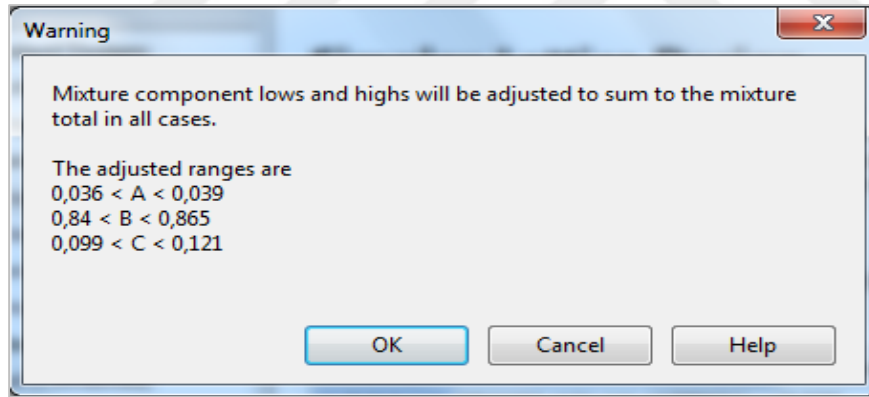 Warning
Mixture component lows and highs will be adjusted to sum to the mixture
total in all cases.
The adjusted ranges are
0,036 < A < 0,039
0,84 < B < 0,865
0,099 < C < 0,121
OK Cancel Help